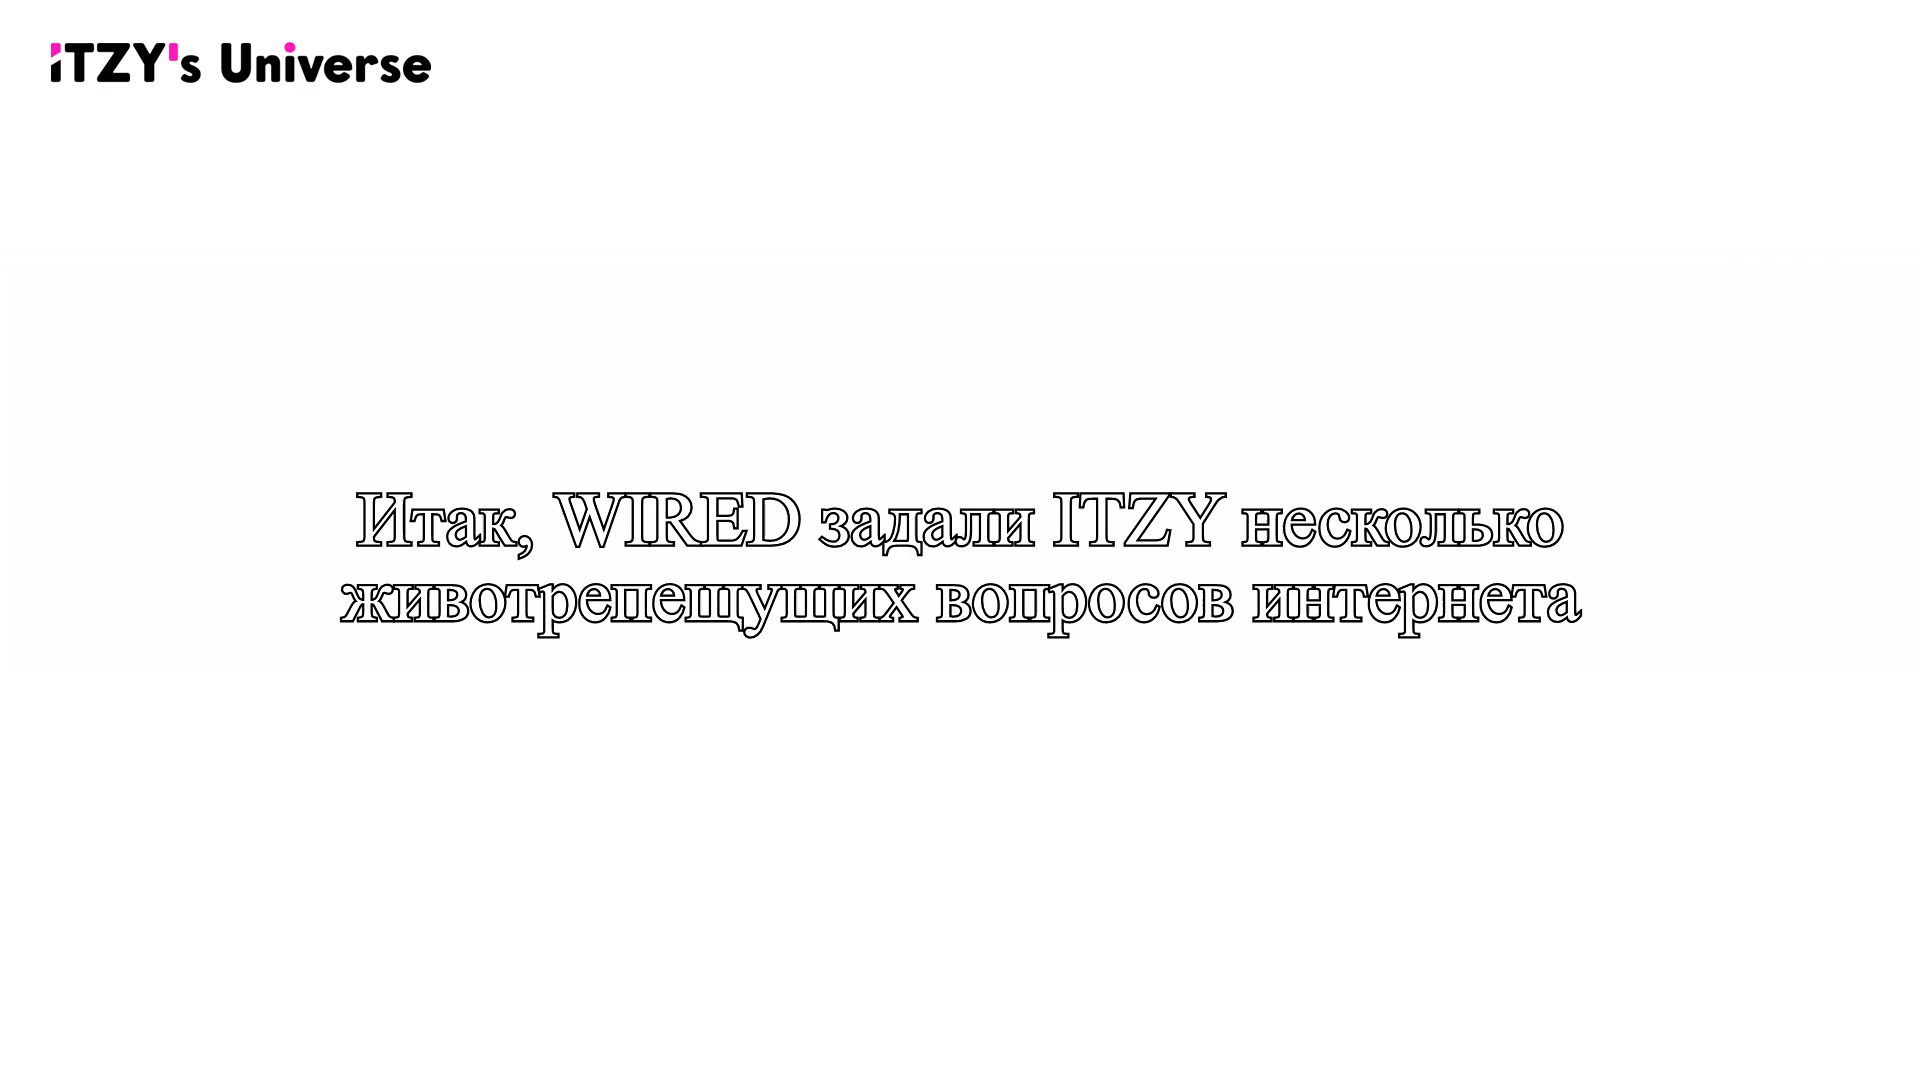 iTZY's Universe
Итак, WIRED задали ITZY несколько
животрепещущих вопросов интернета